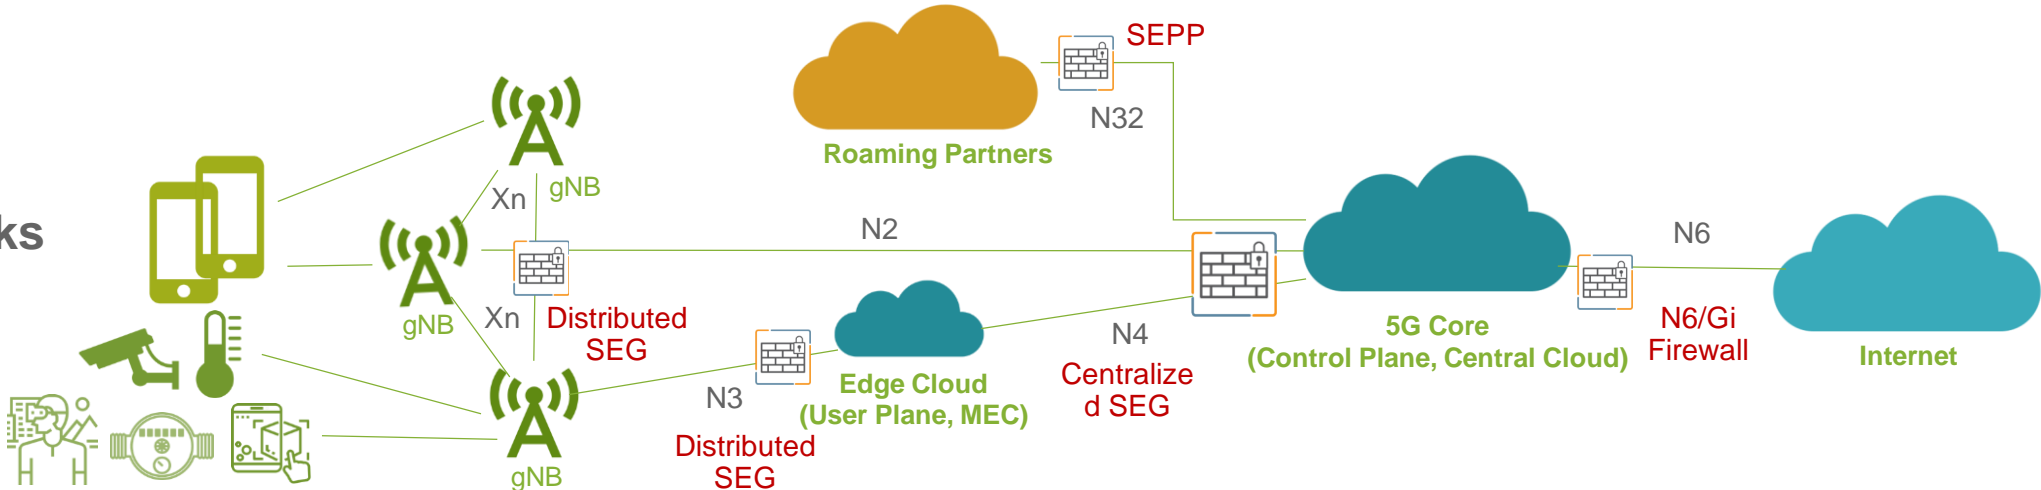 SEPP
N32
Roaming Partners
gNB
Xn
ks
N2
N6
gNB
Xn
Distributed
SEG
N4
Centralize
d SEG
5G Core
(Control Plane, Central Cloud)
N6/Gi
Firewall
Internet
N3
Edge Cloud
(User Plane, MEC)
Distributed
SEG
gNB